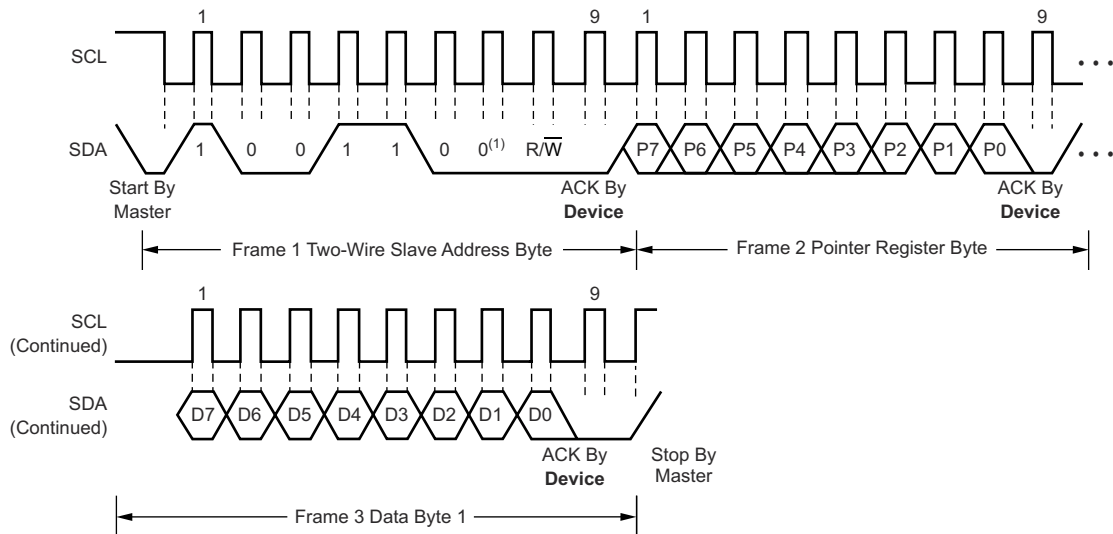 1 9 1 9
SCL
...
SDA 1 0 0 1 1 0 0(1) R/W̅ P7 P6 P5 P4 P3 P2 P1 P0 ...
Start By
Master
ACK By
Device
ACK By
Device
Frame 1 Two-Wire Slave Address Byte
Frame 2 Pointer Register Byte
1 9
SCL
(Continued)
SDA
(Continued)
D7 D6 D5 D4 D3 D2 D1 D0
ACK By
Device
Stop By
Master
Frame 3 Data Byte 1